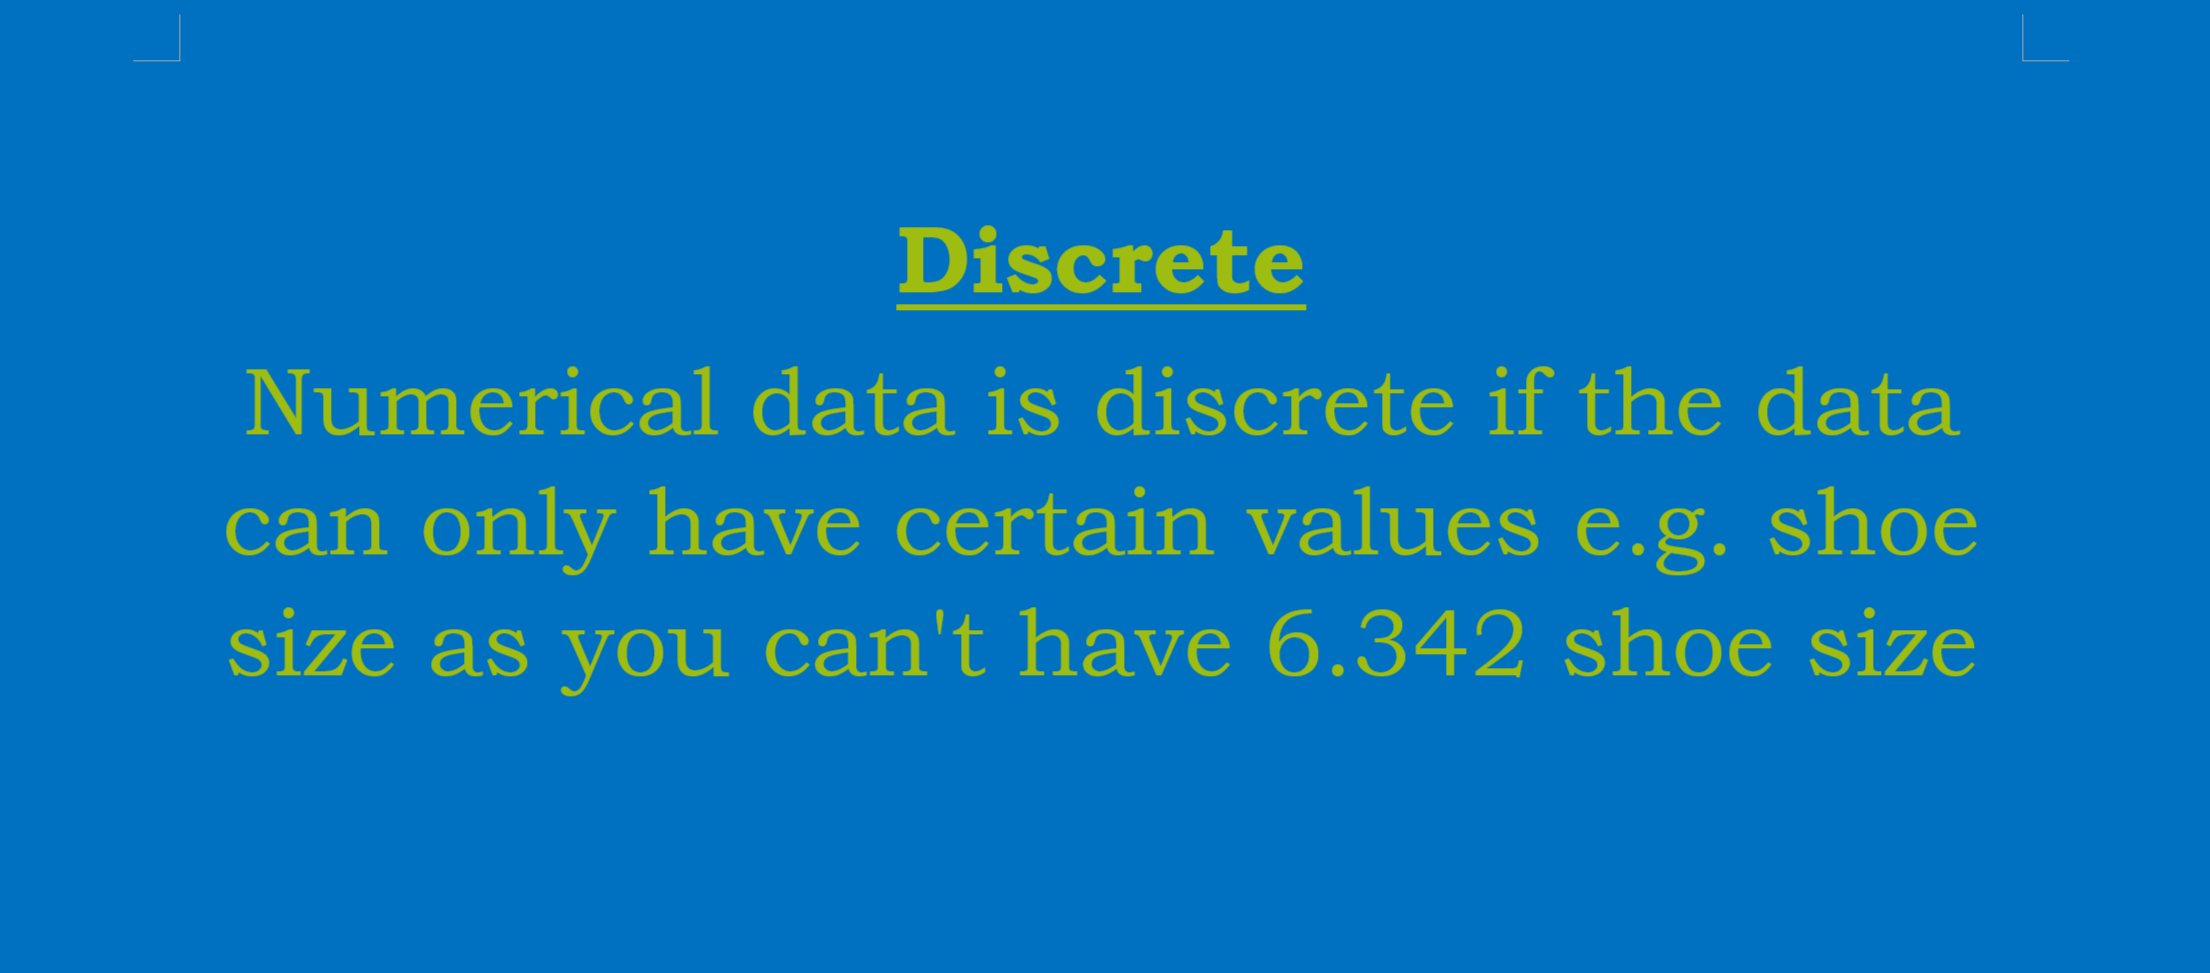 Discrete
Numerical data is discrete if the data
can only have certain values e.g. shoe
size as you can't have 6.342 shoe size